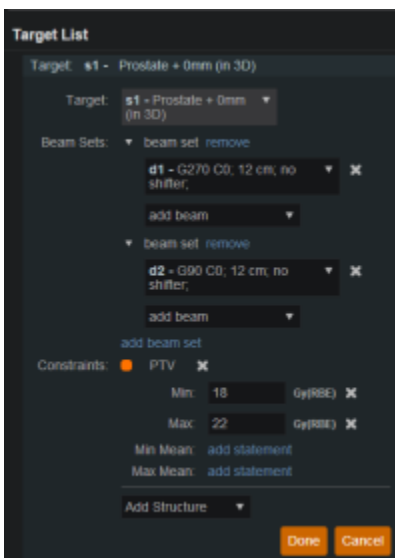 Target List
Target: s1 - Prostate + 0mm (in 3D)
Target: s1 - Prostate + 0mm
(in 3D)
Beam Sets: beam set remove
d1 - G270 C0; 12 cm; no
shifter;
add beam
beam set remove
d2 - G90 C0; 12 cm; no
shifter;
add beam
add beam set
Constraints: PTV
Min: 18 Gy(RBE)
Max: 22 Gy(RBE)
Min Mean: add statement
Max Mean: add statement
Add Structure
Done Cancel